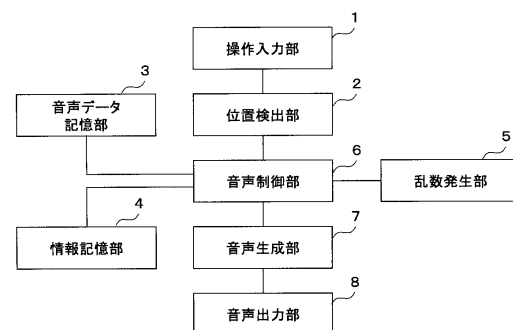 1
操作入力部
2
位置検出部
3
音声データ
記憶部
6
音声制御部
5
乱数発生部
4
情報記憶部
7
音声生成部
8
音声出力部